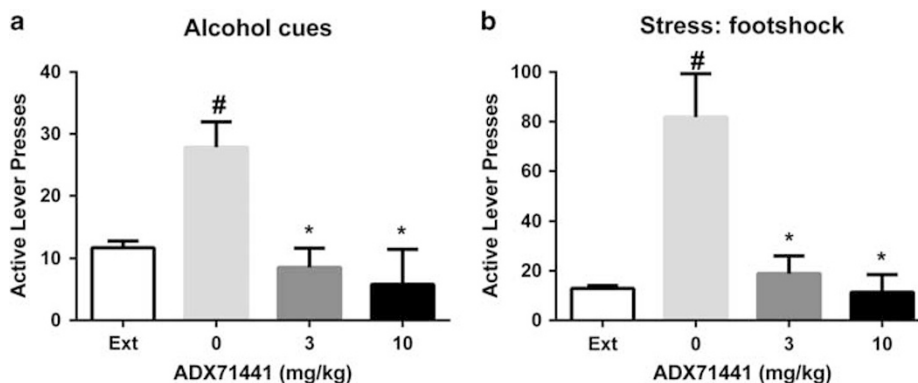 a
Alcohol cues
Active Lever Presses
40
30
20
10
0
#
*
*
Ext
0
3
10
ADX71441 (mg/kg)
b
Stress: footshock
Active Lever Presses
100
80
60
40
20
0
#
*
*
Ext
0
3
10
ADX71441 (mg/kg)